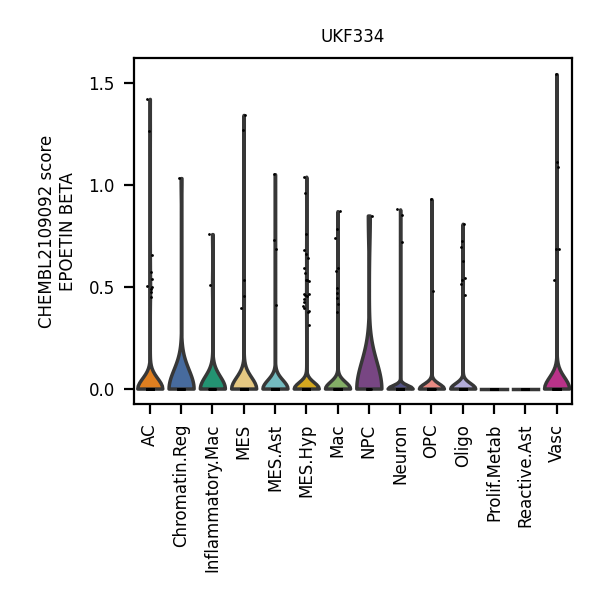 UKF334
CHEMBL2109092 score
EPOETIN BETA
1.5
1.0
0.5
0.0
AC
Chromatin.Reg
Inflammatory.Mac
MES
MES.Ast
MES.Hyp
Mac
NPC
Neuron
OPC
Oligo
Prolif.Metab
Reactive.Ast
Vasc